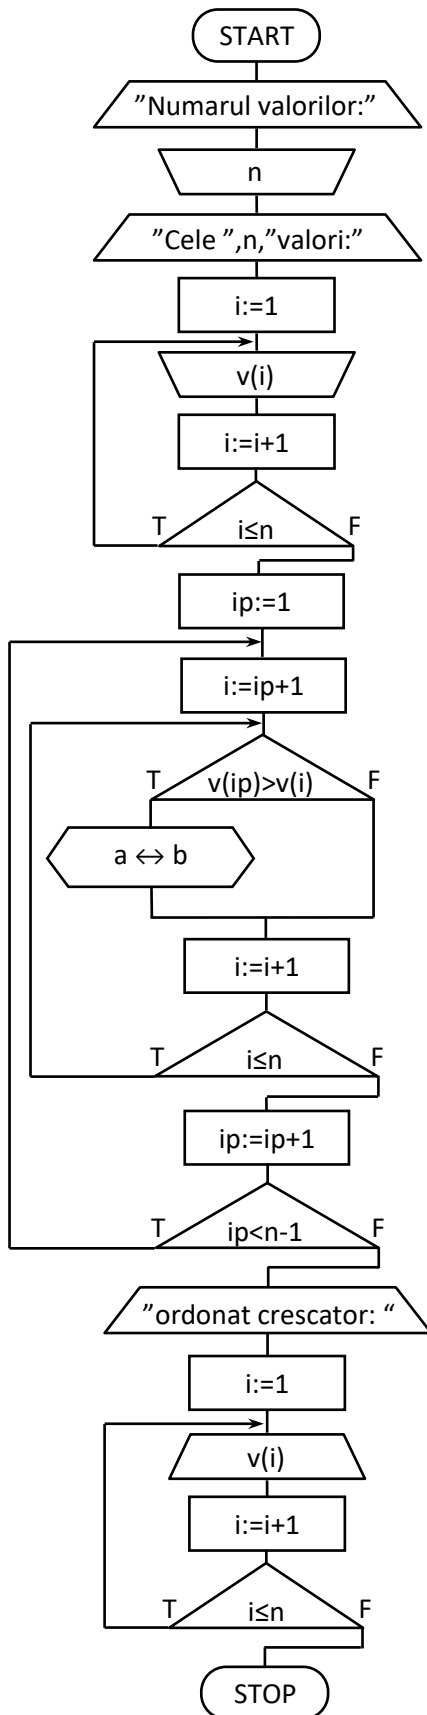 START
”Numarul valorilor:”
n
”Cele ”,n,”valori:”
i:=1
v(i)
i:=i+1
T i≤n F
ip:=1
i:=ip+1
T v(ip)>v(i) F
a ↔ b
i:=i+1
T i≤n F
ip:=ip+1
T ip<n-1 F
”ordonat crescator: “
i:=1
v(i)
i:=i+1
T i≤n F
STOP